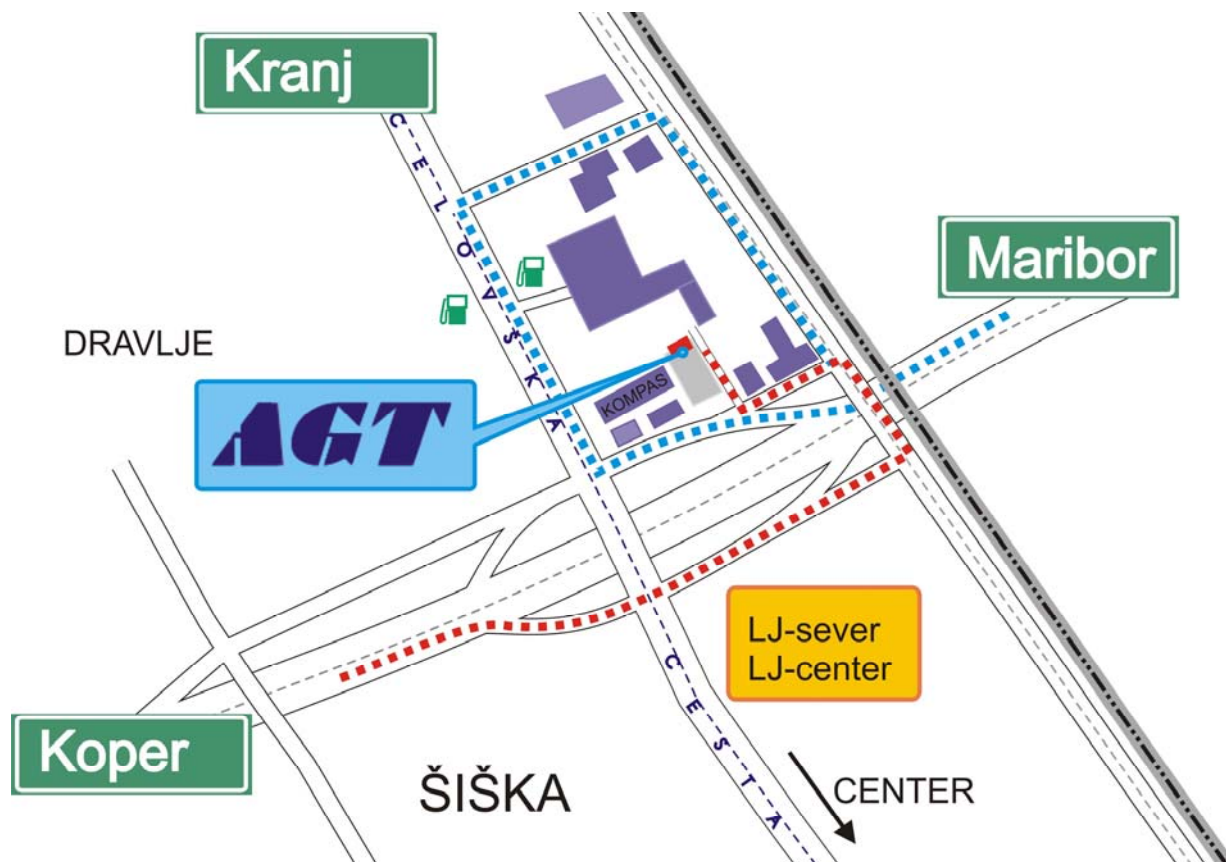 Kranj
CELOVŠKA
Maribor
DRAVLJE
AGT
KOMPAS
LJ-sever
LJ-center
CESTA
Koper
ŠIŠKA
CENTER